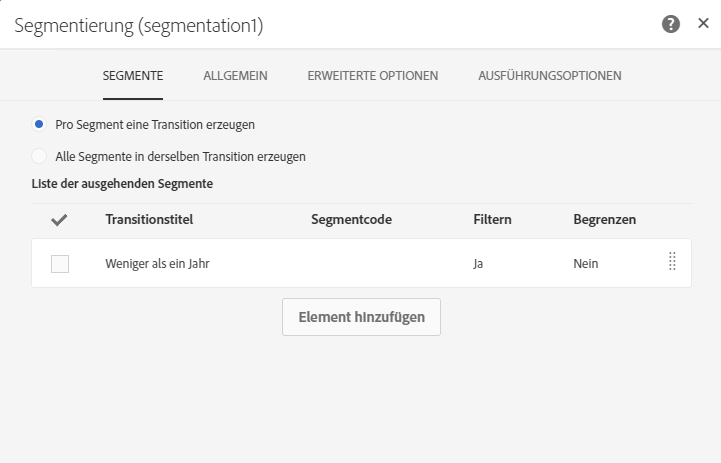 Segmentierung (segmentation1)
SEGMENTE ALLGEMEIN ERWEITERTE OPTIONEN AUSFÜHRUNGSOPTIONEN
Pro Segment eine Transition erzeugen
Alle Segmente in derselben Transition erzeugen
Liste der ausgehenden Segmente
Transitionstitel Segmentcode Filtern Begrenzen
Weniger als ein Jahr Ja Nein
Element hinzufügen